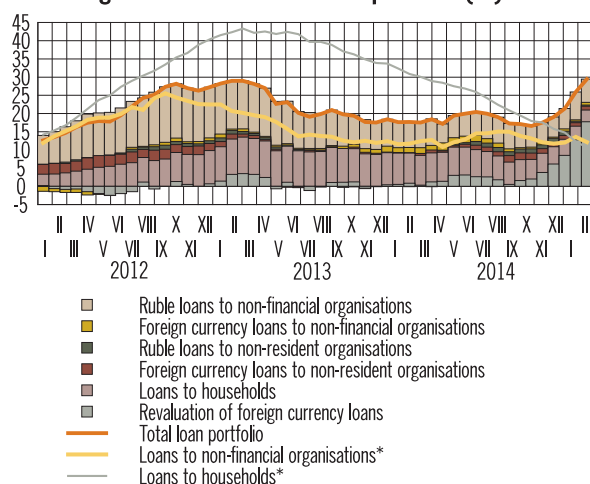 45
40
35
30
25
20
15
10
5
0
-5
II IV VI VIII X XII II IV VI VIII X XII II IV VI VIII X XII II
I III V VII IX XI I III V VII IX XI I III V VII IX XI I
2012 2013 2014
Ruble loans to non-financial organisations
Foreign currency loans to non-financial organisations
Ruble loans to non-resident organisations
Foreign currency loans to non-resident organisations
Loans to households
Revaluation of foreign currency loans
Total loan portfolio
Loans to non-financial organisations*
Loans to households*